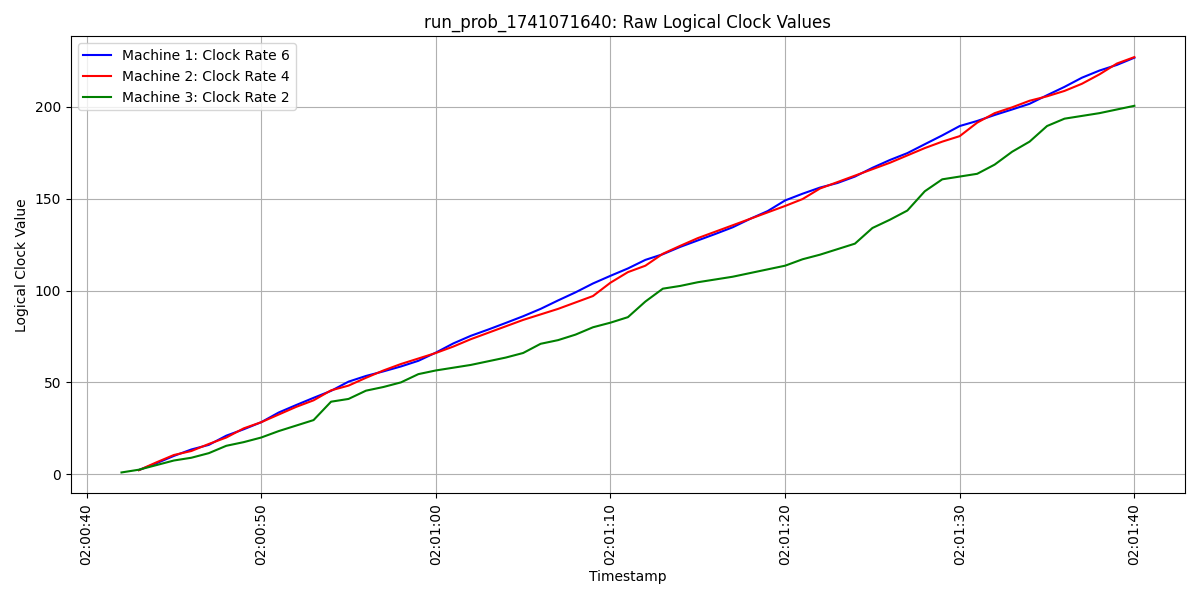 run_prob_1741071640: Raw Logical Clock Values
Machine 1: Clock Rate 6
Machine 2: Clock Rate 4
Machine 3: Clock Rate 2
Logical Clock Value
200
150
100
50
0
02:00:40
02:00:50
02:01:00
02:01:10
02:01:20
02:01:30
02:01:40
Timestamp